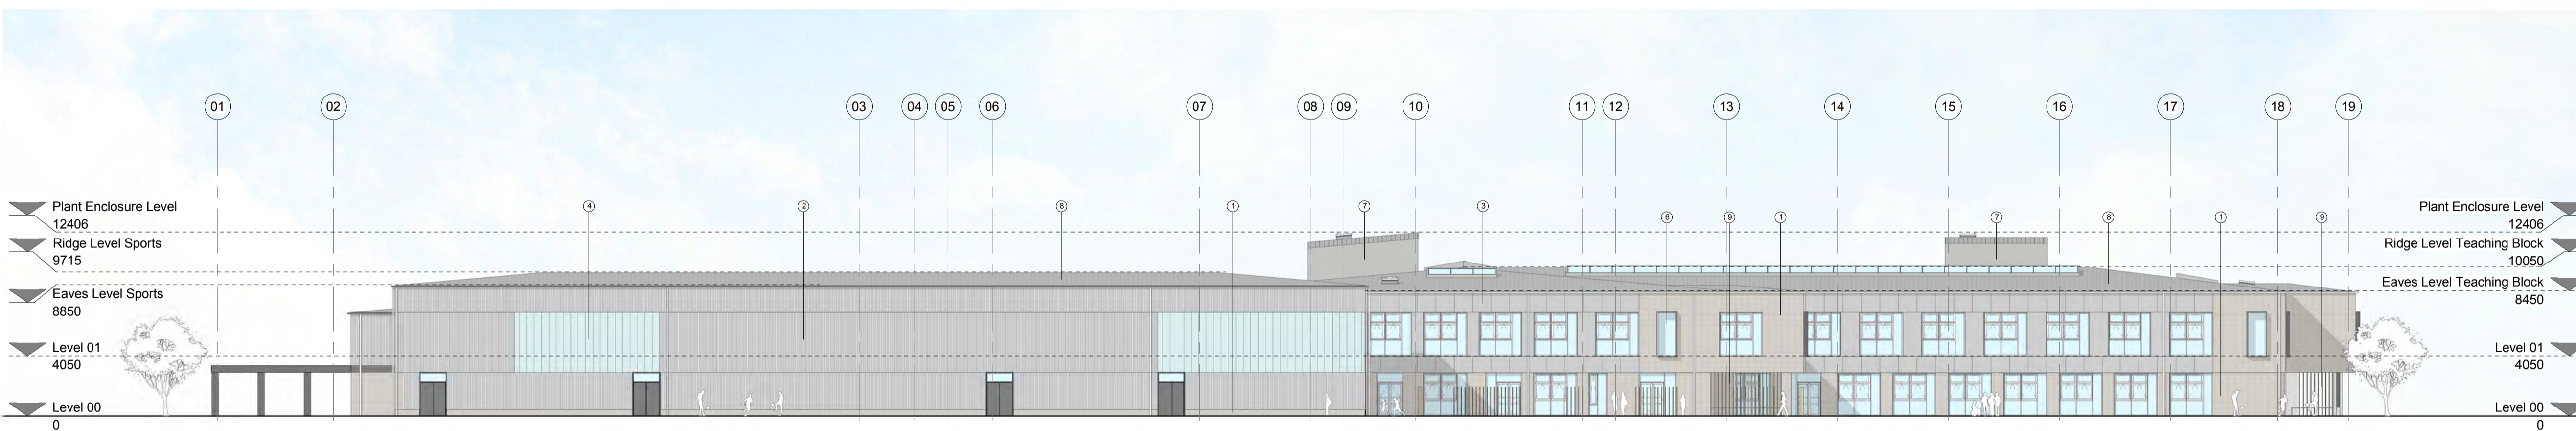 01 02 03 04 05 06 07 08 09 10 11 12 13 14 15 16 17 18 19
4 2 8 1 7 3 6 9 1 7 8 1 9
Plant Enclosure Level
12406
Ridge Level Sports
9715
Eaves Level Sports
8850
Level 01
4050
Level 00
0
Plant Enclosure Level
12406
Ridge Level Teaching Block
10050
Eaves Level Teaching Block
8450
Level 01
4050
Level 00
0